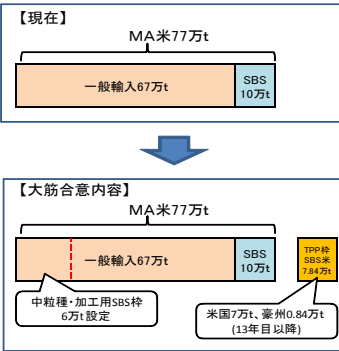 【現在】
MA米77万t
一般輸入67万t
SBS
10万t
【大筋合意内容】
MA米77万t
一般輸入67万t
SBS
10万t
TPP枠
SBS米
7.84万t
中粒種・加工用SBS枠
6万t設定
米国7万t、豪州0.84万t
(13年目以降)